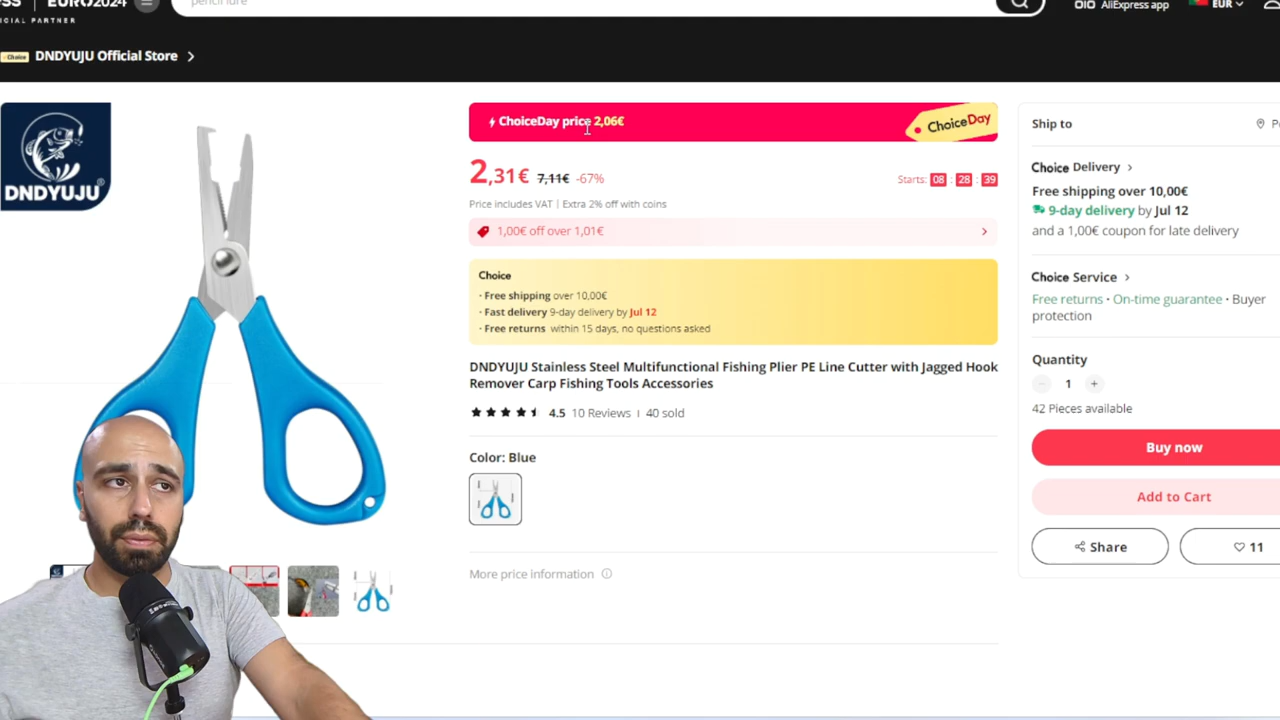 EURO2024
CIAL PARTNER
AliExpress app
EUR
Choice
DNDYUJU Official Store
DNDYUJU®
ChoiceDay price 2,06€
ChoiceDay
2,31€ 7,11€ -67%
Starts: 08 : 28 : 39
Price includes VAT | Extra 2% off with coins
1,00€ off over 1,01€
Choice
· Free shipping over 10,00€
· Fast delivery 9-day delivery by Jul 12
· Free returns within 15 days, no questions asked
DNDYUJU Stainless Steel Multifunctional Fishing Plier PE Line Cutter with Jagged Hook
Remover Carp Fishing Tools Accessories
4.5 10 Reviews | 40 sold
Color: Blue
More price information
Ship to
Choice Delivery
Free shipping over 10,00€
9-day delivery by Jul 12
and a 1,00€ coupon for late delivery
Choice Service
Free returns · On-time guarantee · Buyer
protection
Quantity
- 1 +
42 Pieces available
Buy now
Add to Cart
Share
11